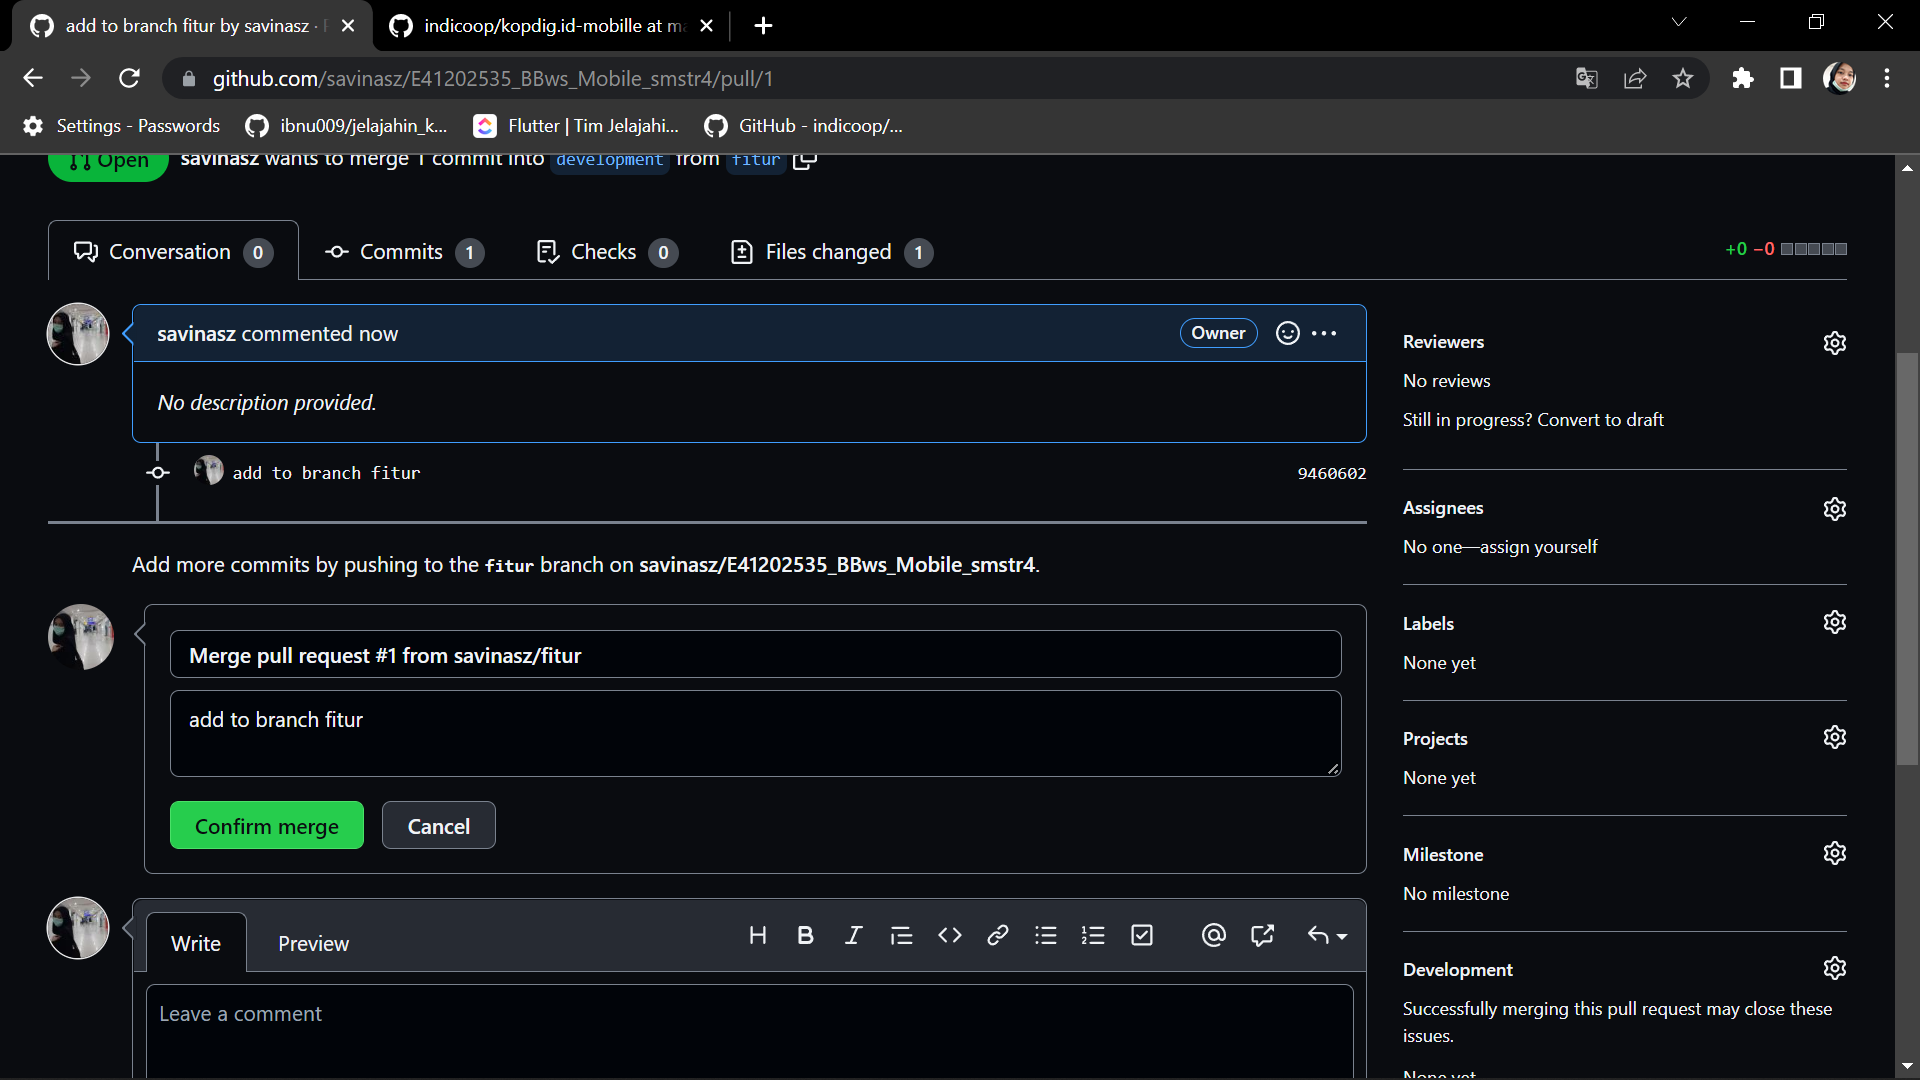 add to branch fitur by savinasz ·
indicoop/kopdig.id-mobille at ma
github.com/savinasz/E41202535_BBws_Mobile_smstr4/pull/1
Settings - Passwords
ibnu009/jelajahin_k...
Flutter | Tim Jelajahi...
GitHub - indicoop/...
Open savinasz wants to merge 1 commit into development from fitur
Conversation 0
Commits 1
Checks 0
Files changed 1
+0 −0
savinasz commented now
Owner
No description provided.
add to branch fitur
9460602
Add more commits by pushing to the fitur branch on savinasz/E41202535_BBws_Mobile_smstr4.
Merge pull request #1 from savinasz/fitur
add to branch fitur
Confirm merge
Cancel
Write
Preview
Leave a comment
Reviewers
No reviews
Still in progress? Convert to draft
Assignees
No one—assign yourself
Labels
None yet
Projects
None yet
Milestone
No milestone
Development
Successfully merging this pull request may close these
issues.
None yet